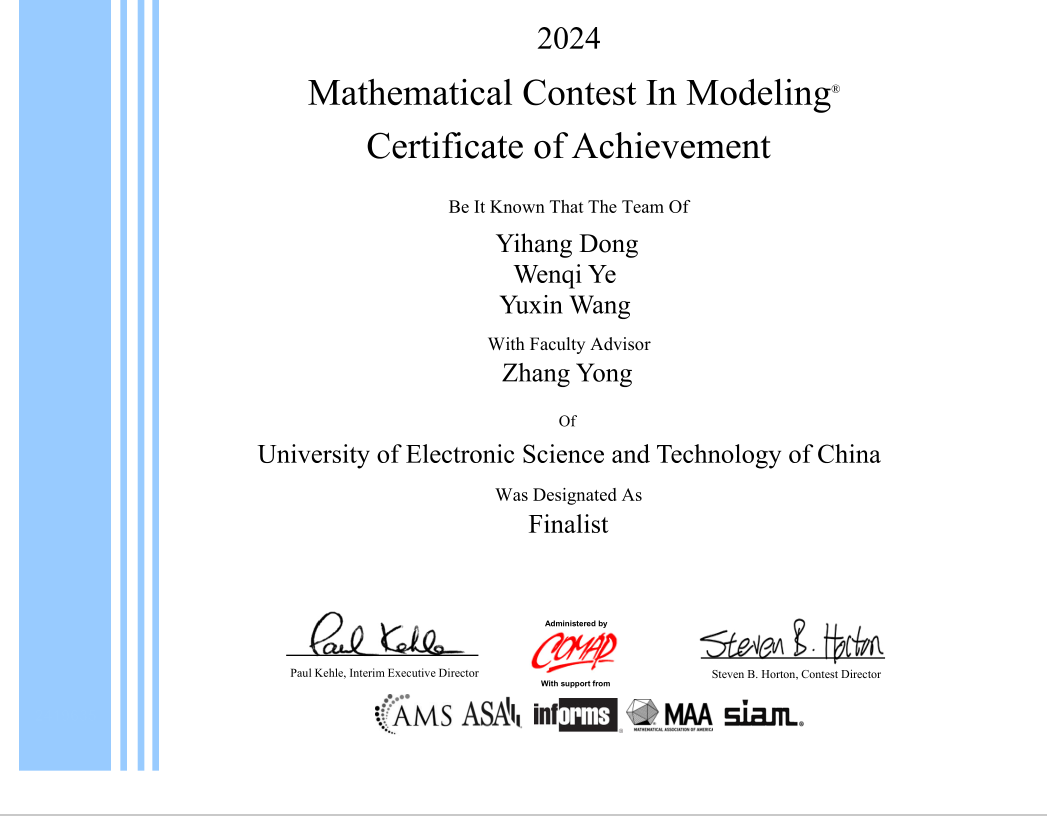 2024
Mathematical Contest In Modeling®
Certificate of Achievement
Be It Known That The Team Of
Yihang Dong
Wenqi Ye
Yuxin Wang
With Faculty Advisor
Zhang Yong
Of
University of Electronic Science and Technology of China
Was Designated As
Finalist
Paul Kehle
Administered by
COMAP
Steven B. Horton
Paul Kehle, Interim Executive Director
With support from
Steven B. Horton, Contest Director
AMS ASA informs MAA siam®
MATHEMATICAL ASSOCIATION OF AMERICA